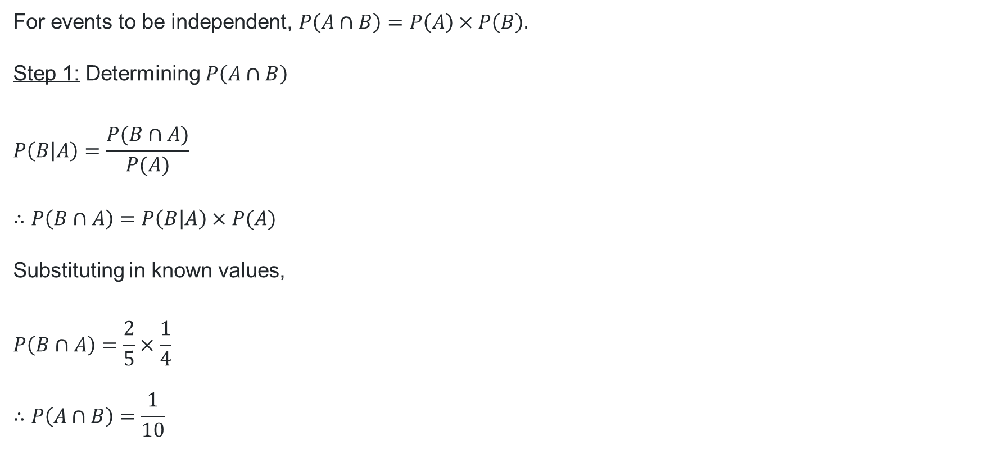 For events to be independent, P(A ∩ B) = P(A) × P(B).
Step 1: Determining P(A ∩ B)
P(B|A) = P(B ∩ A) / P(A)
∴ P(B ∩ A) = P(B|A) × P(A)
Substituting in known values,
P(B ∩ A) = 2/5 × 1/4
∴ P(A ∩ B) = 1/10